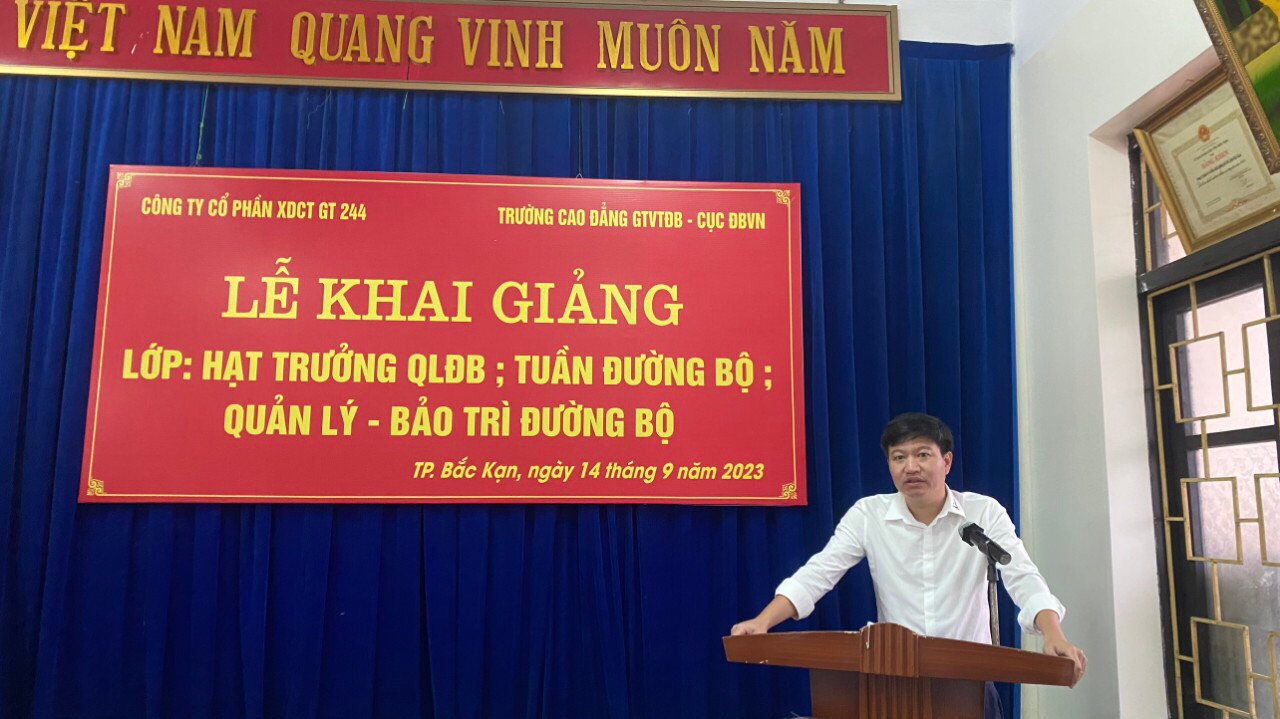 VIỆT NAM QUANG VINH MUÔN NĂM
CÔNG TY CỔ PHẦN XDCT GT 244
TRƯỜNG CAO ĐẲNG GTVTĐB - CỤC ĐBVN
LỄ KHAI GIẢNG
LỚP: HẠT TRƯỞNG QLĐB ; TUẦN ĐƯỜNG BỘ ;
QUẢN LÝ - BẢO TRÌ ĐƯỜNG BỘ
TP. Bắc Kạn, ngày 14 tháng 9 năm 2023